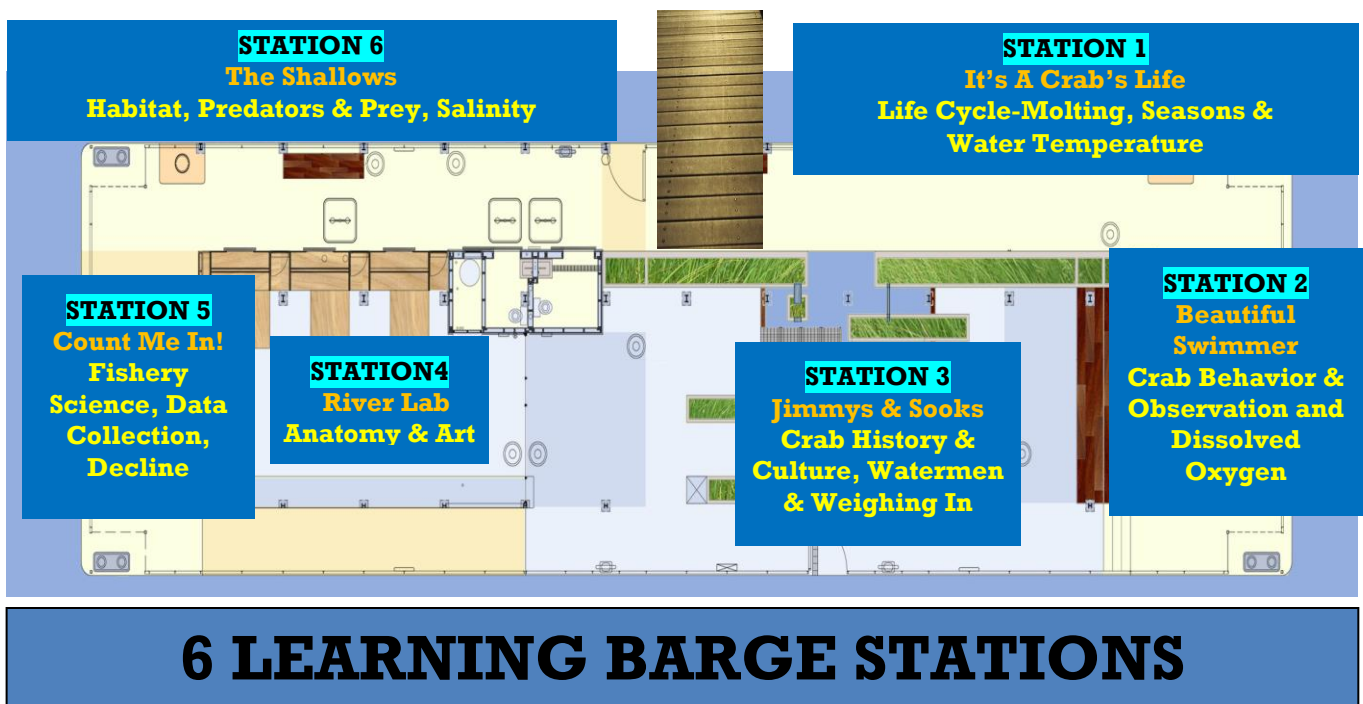 STATION 6
The Shallows
Habitat, Predators & Prey, Salinity
STATION 1
It's A Crab's Life
Life Cycle-Molting, Seasons &
Water Temperature
STATION 5
Count Me In!
Fishery
Science, Data
Collection,
Decline
STATION4
River Lab
Anatomy & Art
STATION 3
Jimmys & Sooks
Crab History &
Culture, Watermen
& Weighing In
STATION 2
Beautiful
Swimmer
Crab Behavior &
Observation and
Dissolved
Oxygen
6 LEARNING BARGE STATIONS